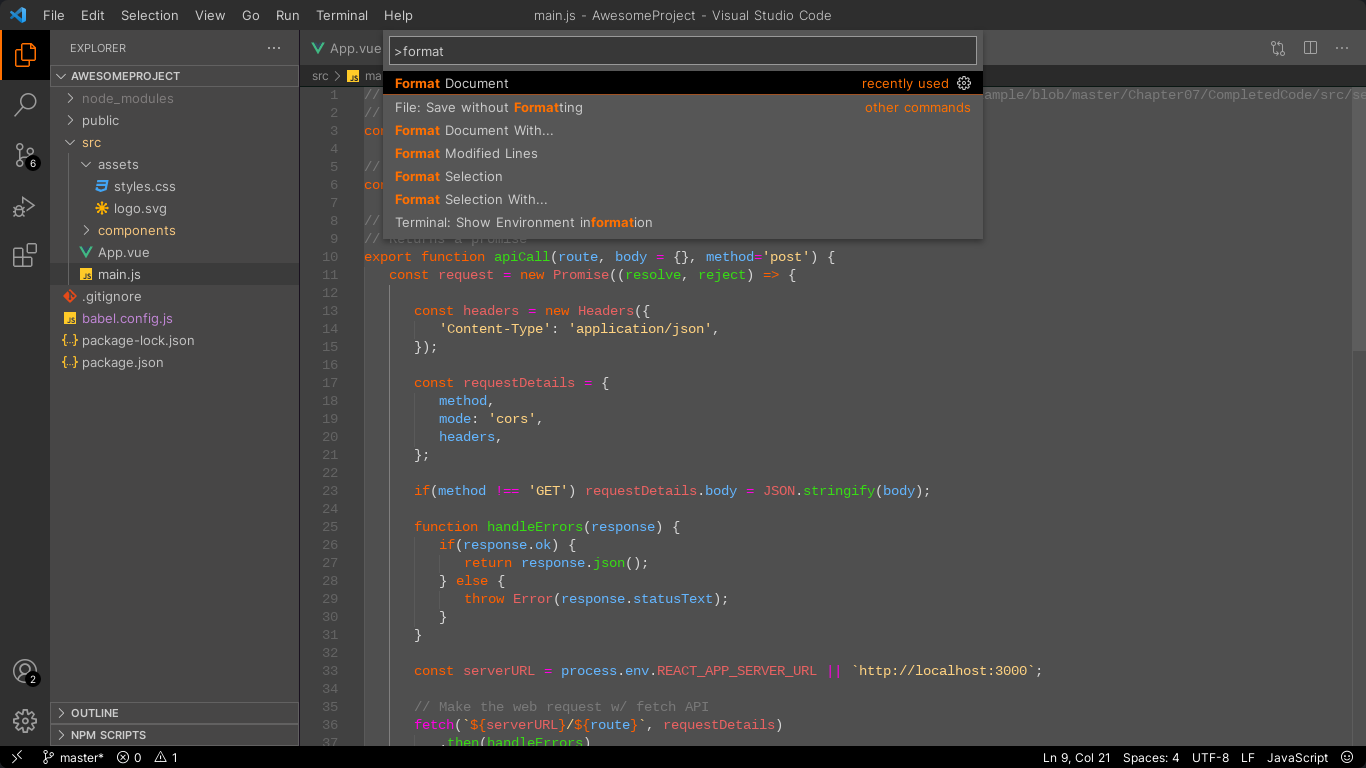 File Edit Selection View Go Run Terminal Help
main.js - AwesomeProject - Visual Studio Code
EXPLORER
AWESOMEPROJECT
node_modules
public
src
assets
styles.css
logo.svg
components
App.vue
main.js
.gitignore
babel.config.js
package-lock.json
package.json
OUTLINE
NPM SCRIPTS
6
2
App.vue
src
JS
>format
Format Document recently used
File: Save without Formatting other commands
Format Document With...
Format Modified Lines
Format Selection
Format Selection With...
Terminal: Show Environment information
1 // ample/blob/master/Chapter07/CompletedCode/src/se
2 //
3
4
5 //
6
7
8 //
9 // Returns a promise
10 export function apiCall(route, body = {}, method='post') {
11 const request = new Promise((resolve, reject) => {
12
13 const headers = new Headers({
14 'Content-Type': 'application/json',
15 });
16
17 const requestDetails = {
18 method,
19 mode: 'cors',
20 headers,
21 };
22
23 if(method !== 'GET') requestDetails.body = JSON.stringify(body);
24
25 function handleErrors(response) {
26 if(response.ok) {
27 return response.json();
28 } else {
29 throw Error(response.statusText);
30 }
31 }
32
33 const serverURL = process.env.REACT_APP_SERVER_URL || `http://localhost:3000`;
34
35 // Make the web request w/ fetch API
36 fetch(`${serverURL}/${route}`, requestDetails)
37 .then(handleErrors)
master* 0 1
Ln 9, Col 21 Spaces: 4 UTF-8 LF JavaScript